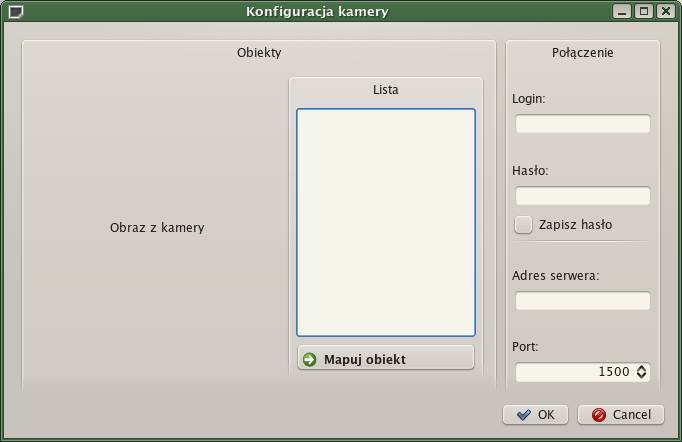 Konfiguracja kamery
Obiekty
Połączenie
Lista
Login:
Hasło:
Zapisz hasło
Obraz z kamery
Adres serwera:
Port:
1500
Mapuj obiekt
OK
Cancel